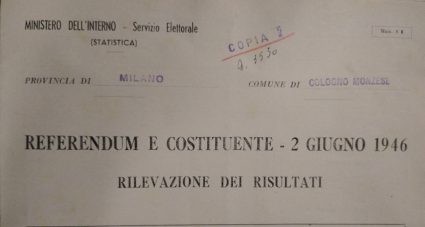 MINISTERO DELL'INTERNO - Servizio Elettorale
(STATISTICA)
COPIA
PROVINCIA DI MILANO
COMUNE DI COLOGNO MONZESE
REFERENDUM E COSTITUENTE - 2 GIUGNO 1946
RILEVAZIONE DEI RISULTATI